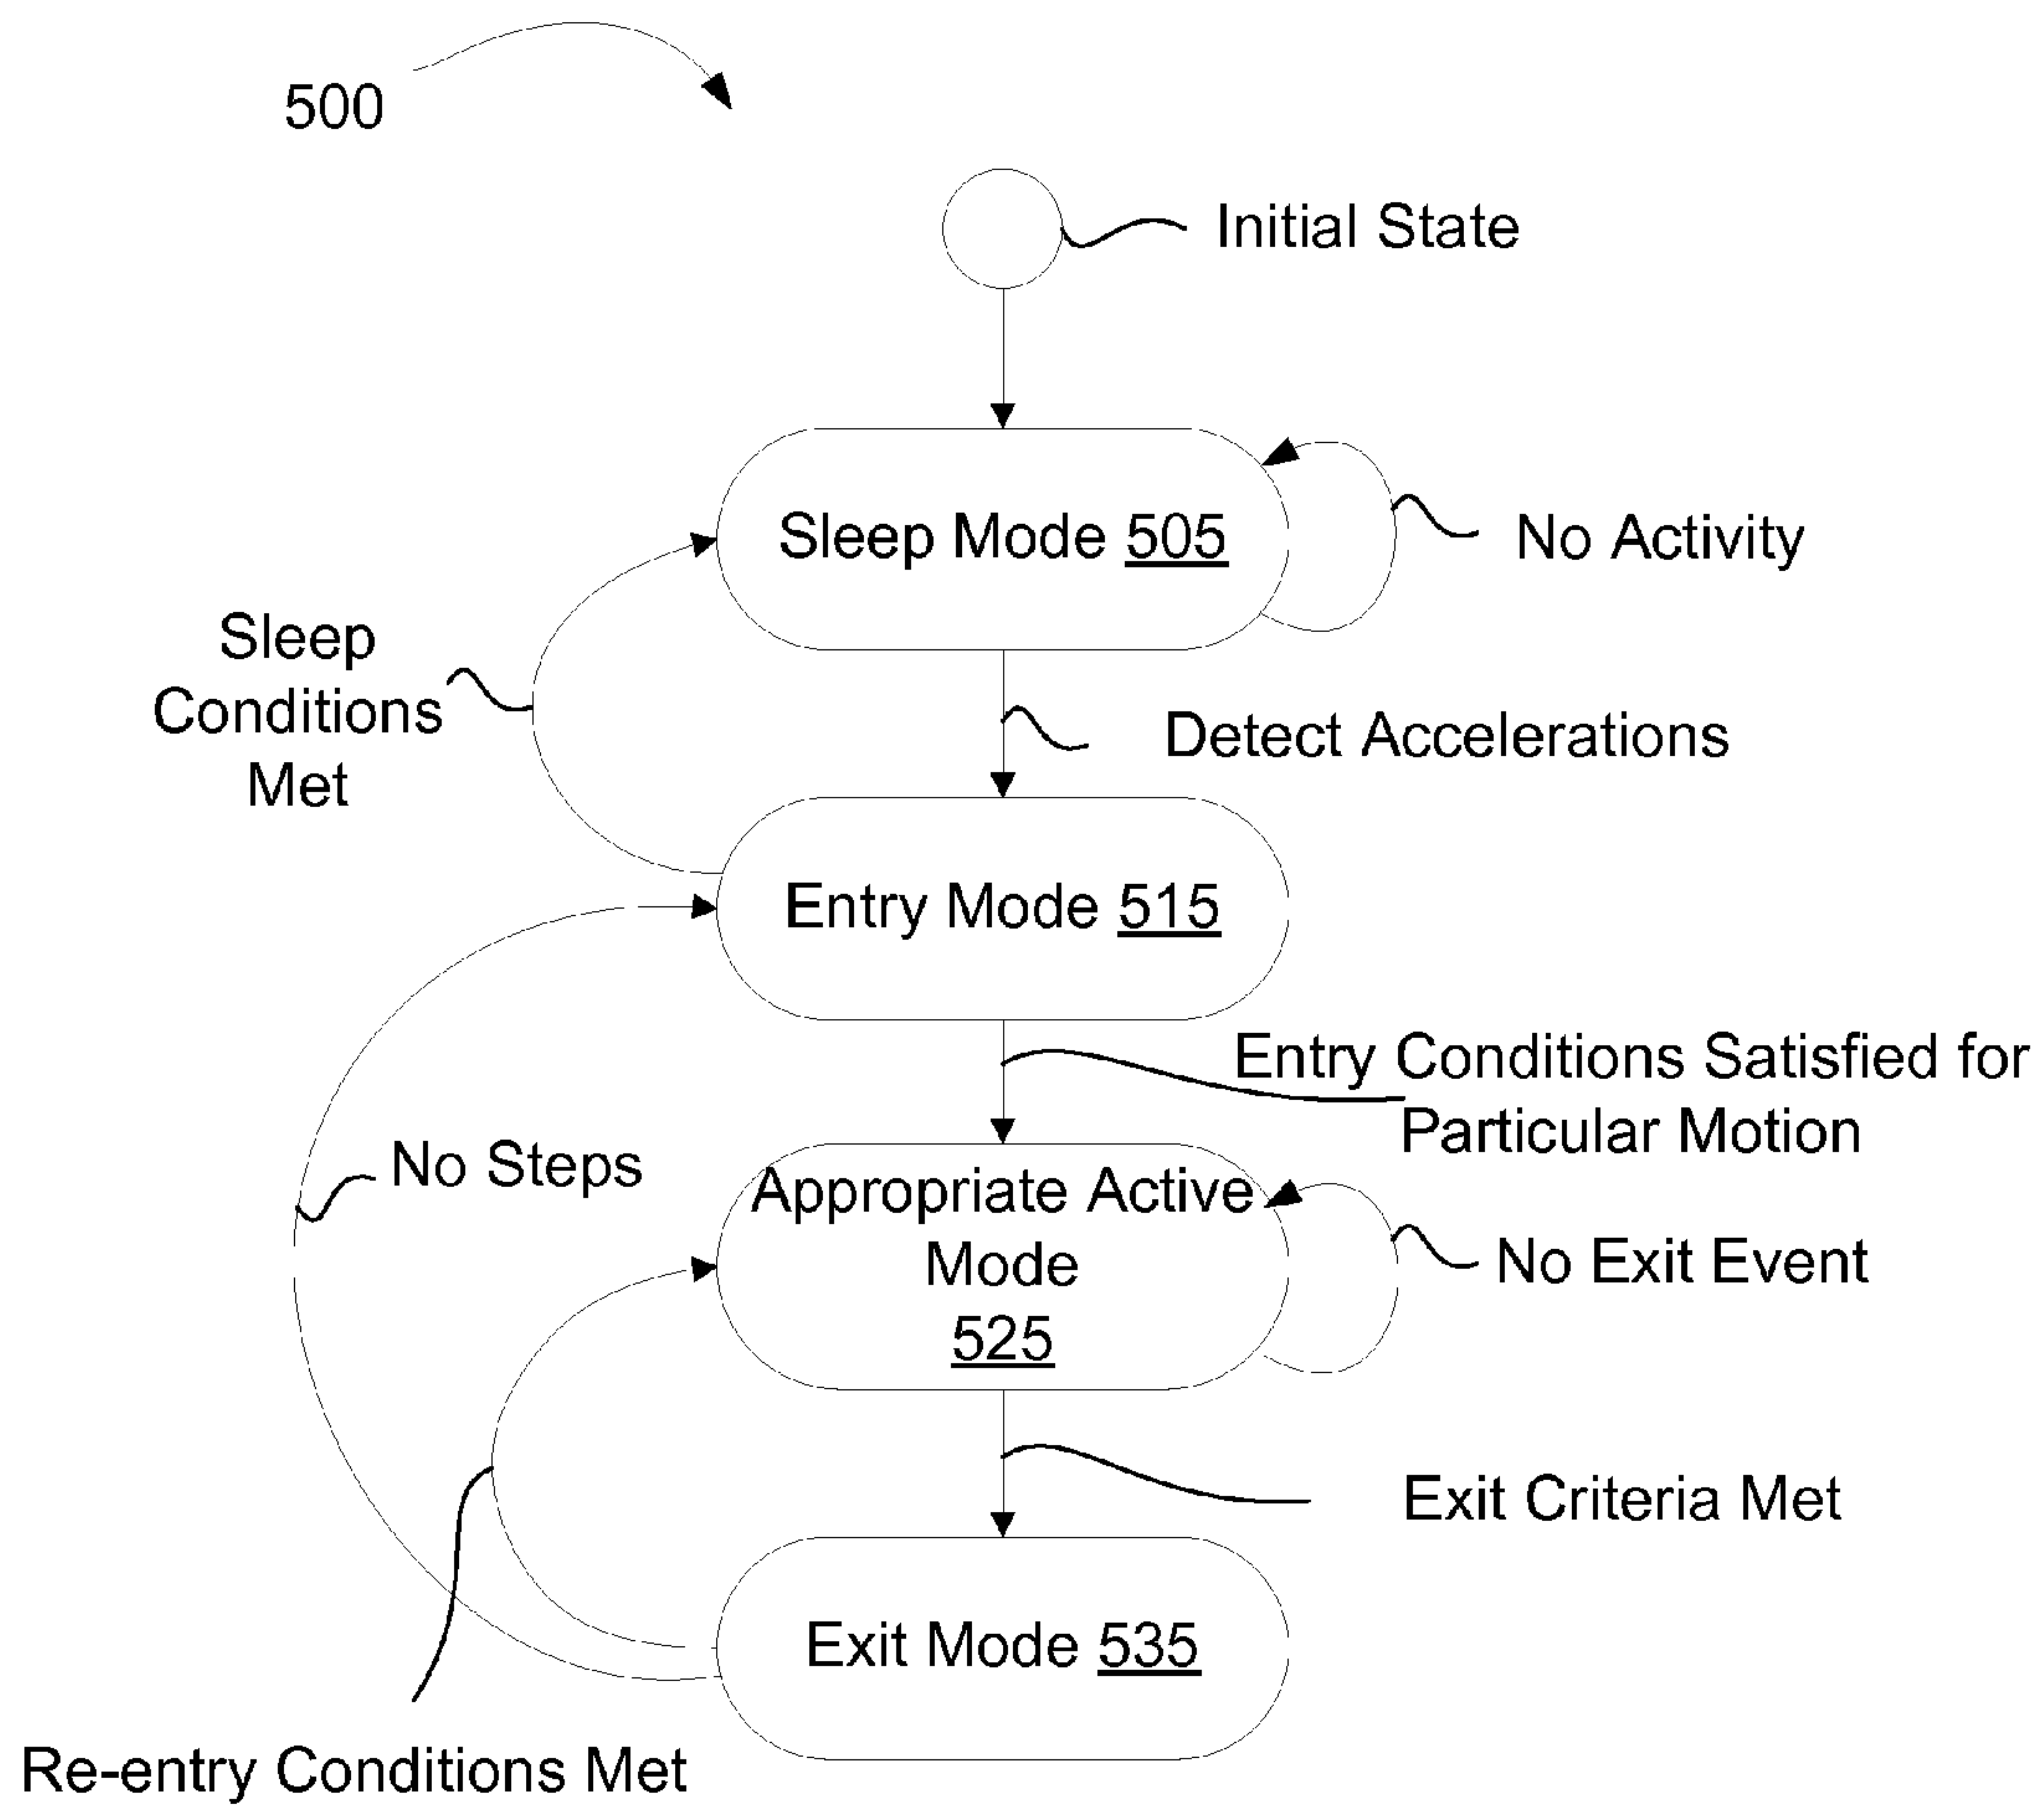 500
Initial State
Sleep Mode 505
No Activity
Sleep
Conditions
Met
Detect Accelerations
Entry Mode 515
Entry Conditions Satisfied for
Particular Motion
No Steps
Appropriate Active
Mode
525
No Exit Event
Exit Criteria Met
Exit Mode 535
Re-entry Conditions Met